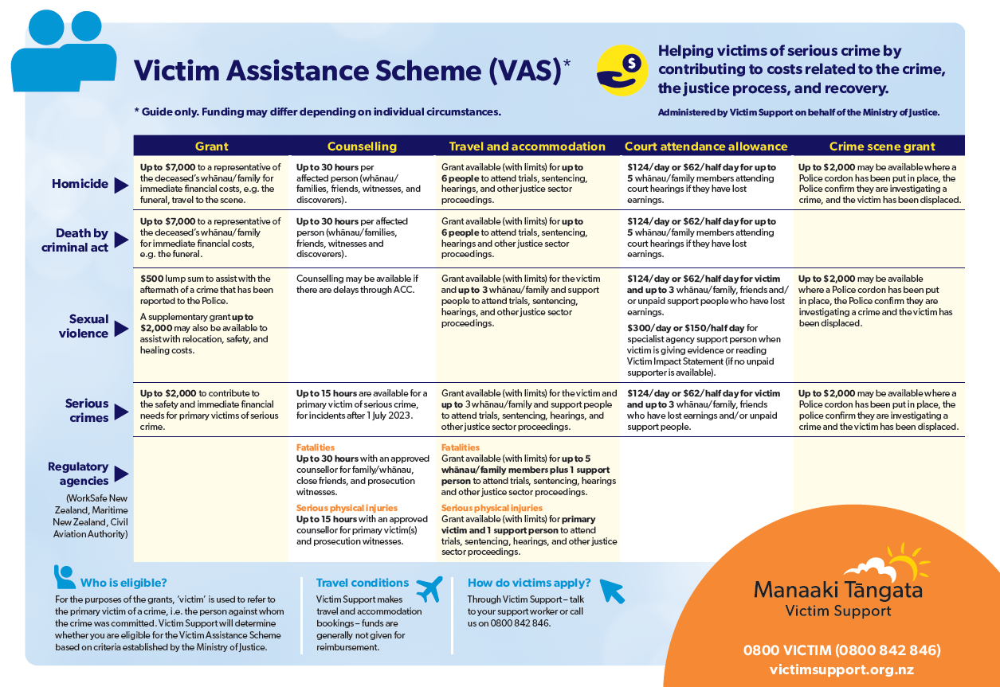 Victim Assistance Scheme (VAS)*
* Guide only. Funding may differ depending on individual circumstances.
Helping victims of serious crime by
contributing to costs related to the crime,
the justice process, and recovery.
Administered by Victim Support on behalf of the Ministry of Justice.
Grant
Counselling
Travel and accommodation
Court attendance allowance
Crime scene grant
Homicide
Up to $7,000 to a representative of
the deceased's whānau/family for
immediate financial costs, e.g. the
funeral, travel to the scene.
Up to 30 hours per
affected person (whānau/
families, friends, witnesses, and
discoverers).
Grant available (with limits) for up to
6 people to attend trials, sentencing,
hearings, and other justice sector
proceedings.
$124/day or $62/half day for up to
5 whānau/family members attending
court hearings if they have lost
earnings.
Up to $2,000 may be available where a
Police cordon has been put in place, the
Police confirm they are investigating a
crime, and the victim has been displaced.
Death by
criminal act
Up to $7,000 to a representative of
the deceased's whānau/family
for immediate financial costs,
e.g. the funeral.
Up to 30 hours per affected
person (whānau/families,
friends, witnesses and
discoverers).
Grant available (with limits) for up to
6 people to attend trials, sentencing,
hearings and other justice sector
proceedings.
$124/day or $62/half day for up to
5 whānau/family members attending
court hearings if they have lost
earnings.
Sexual
violence
$500 lump sum to assist with the
aftermath of a crime that has been
reported to the Police.
A supplementary grant up to
$2,000 may also be available to
assist with relocation, safety, and
healing costs.
Counselling may be available if
there are delays through ACC.
Grant available (with limits) for the victim
and up to 3 whānau/family and support
people to attend trials, sentencing,
hearings, and other justice sector
proceedings.
$124/day or $62/half day for victim
and up to 3 whānau/family, friends and/
or unpaid support people who have lost
earnings.
$300/day or $150/half day for
specialist agency support person when
victim is giving evidence or reading
Victim Impact Statement (if no unpaid
supporter is available).
Up to $2,000 may be available
where a Police cordon has been put
in place, the Police confirm they are
investigating a crime and the victim has
been displaced.
Serious
crimes
Up to $2,000 to contribute to
the safety and immediate financial
needs for primary victims of serious
crime.
Up to 15 hours are available for a
primary victim of serious crime,
for incidents after 1 July 2023.
Grant available (with limits) for the victim and
up to 3 whānau/family and support people
to attend trials, sentencing, hearings, and
other justice sector proceedings.
$124/day or $62/half day for victim
and up to 3 whānau/family, friends
who have lost earnings and/or unpaid
support people.
Up to $2,000 may be available where a
Police cordon has been put in place, the
police confirm they are investigating a
crime and the victim has been displaced.
Regulatory
agencies
(WorkSafe New
Zealand, Maritime
New Zealand, Civil
Aviation Authority)
Fatalities
Up to 30 hours with an approved
counsellor for family/whānau,
close friends, and prosecution
witnesses.
Serious physical injuries
Up to 15 hours with an approved
counsellor for primary victim(s)
and prosecution witnesses.
Fatalities
Grant available (with limits) for up to 5
whānau/family members plus 1 support
person to attend trials, sentencing, hearings
and other justice sector proceedings.
Serious physical injuries
Grant available (with limits) for primary
victim and 1 support person to attend
trials, sentencing, hearings, and other justice
sector proceedings.
Who is eligible?
For the purposes of the grants, 'victim' is used to refer to
the primary victim of a crime, i.e. the person against whom
the crime was committed. Victim Support will determine
whether you are eligible for the Victim Assistance Scheme
based on criteria established by the Ministry of Justice.
Travel conditions
Victim Support makes
travel and accommodation
bookings – funds are
generally not given for
reimbursement.
How do victims apply?
Through Victim Support – talk
to your support worker or call
us on 0800 842 846.
Manaaki Tāngata
Victim Support
0800 VICTIM (0800 842 846)
victimsupport.org.nz